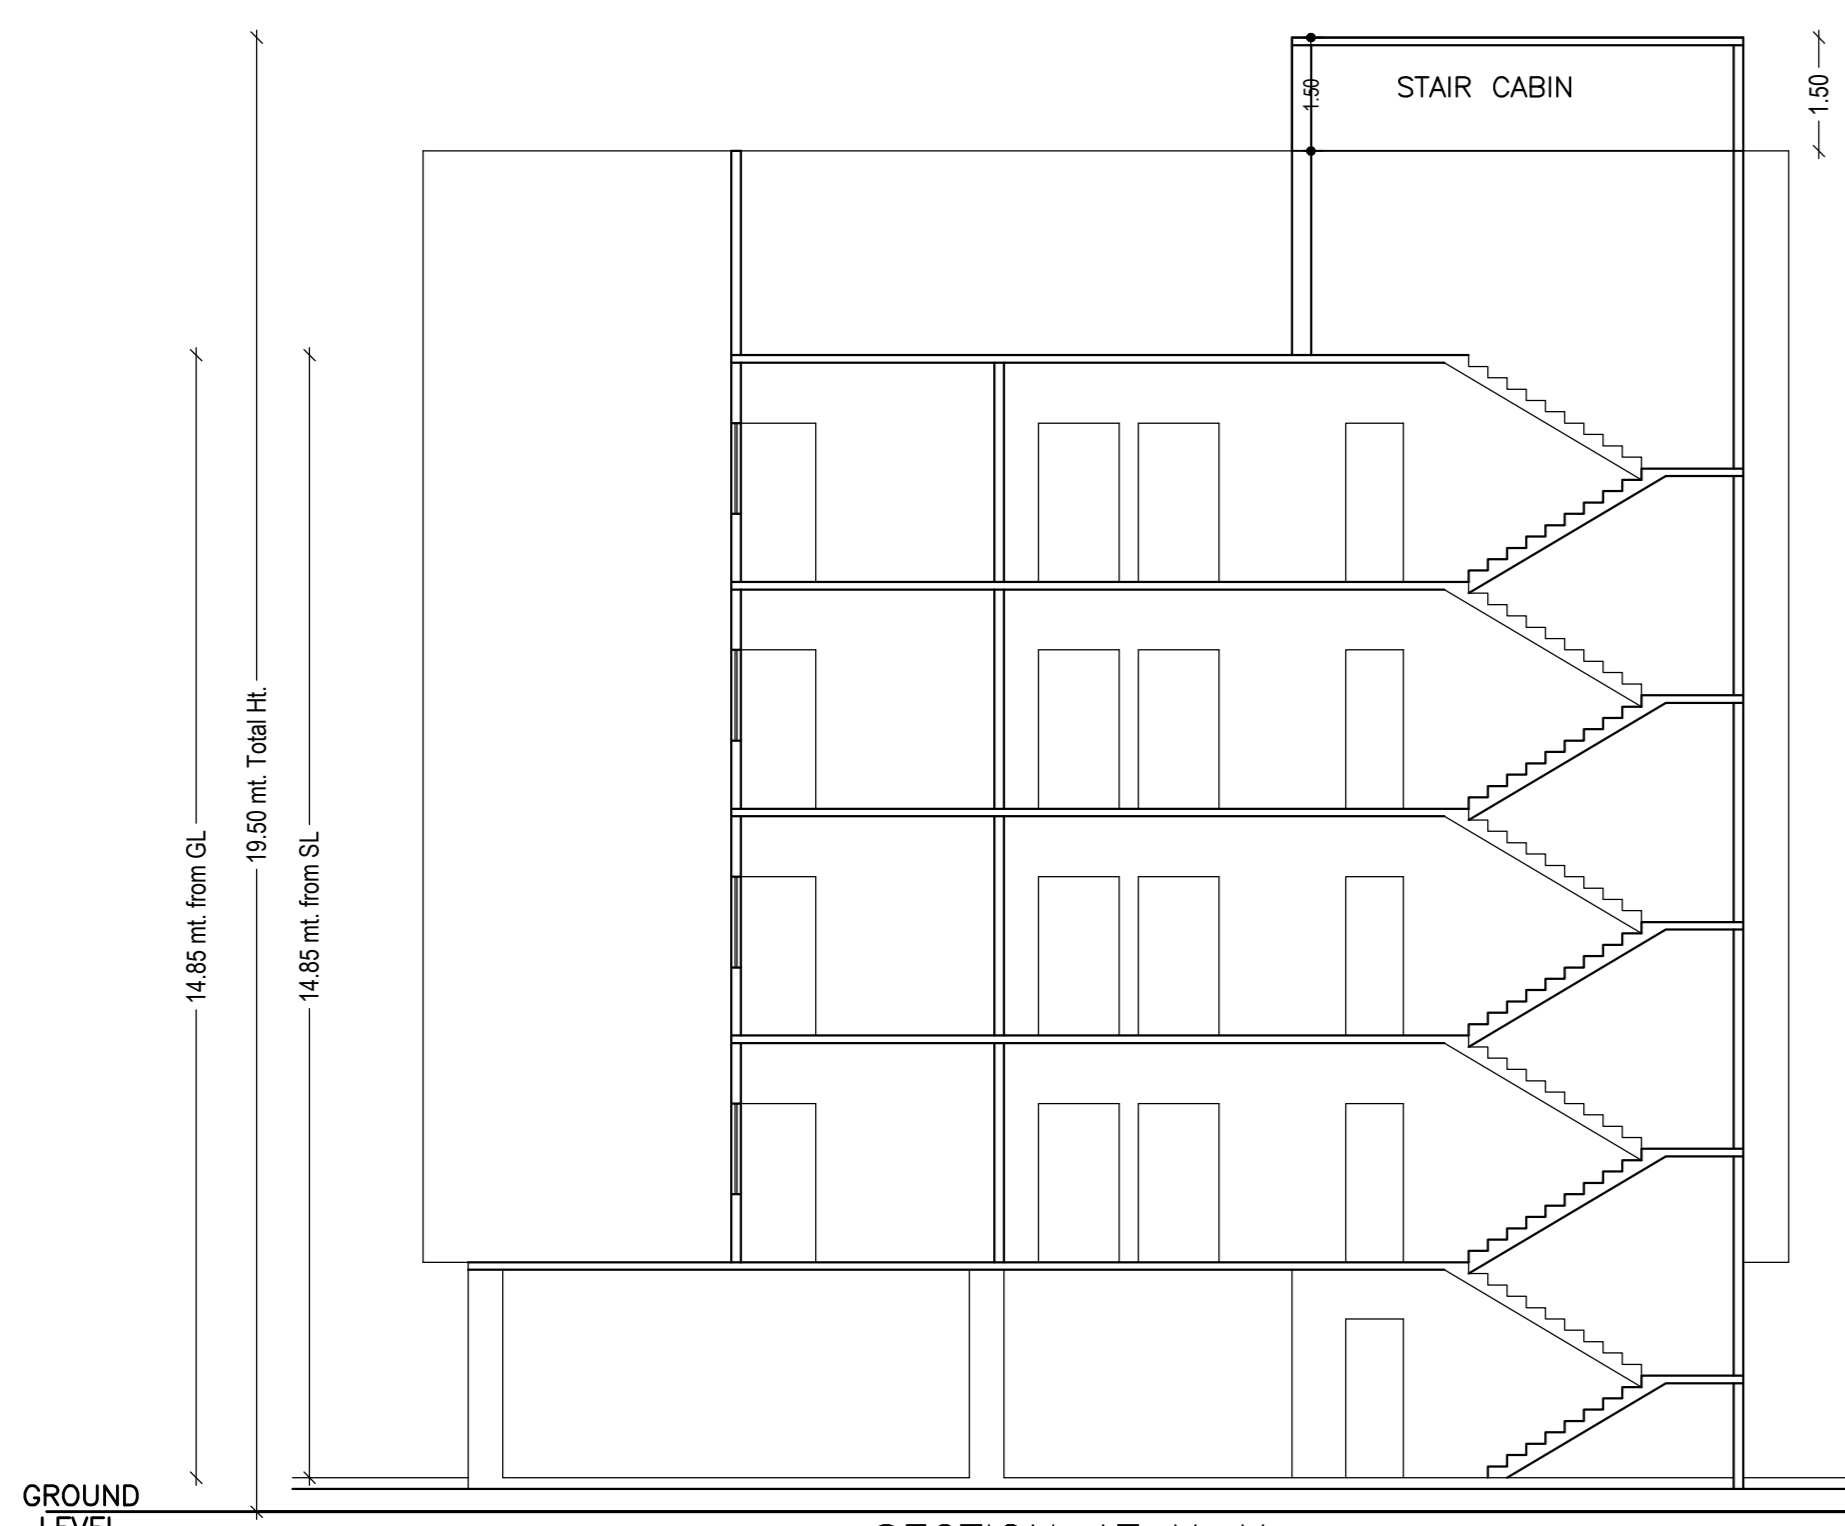 1.50
STAIR CABIN
1.50
14.85 mt. from GL
19.50 mt. Total Ht.
14.85 mt. from SL
GROUND
LEVEL